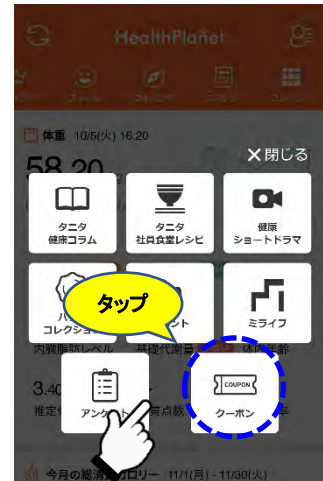 HealthPlanet
体重 10/5(火) 16:20
58.20
×閉じる
タニタ
健康コラム
タニタ
社員食堂レシピ
健康
ショートドラマ
タップ
コレクショ
ント
ミライフ
内臓脂肪レベル 基礎代謝量 体内年齢
3.40
推定 質点数
アンケート
COUPON
クーポン
今月の総消費カロリー 11/1(月) - 11/30(火)